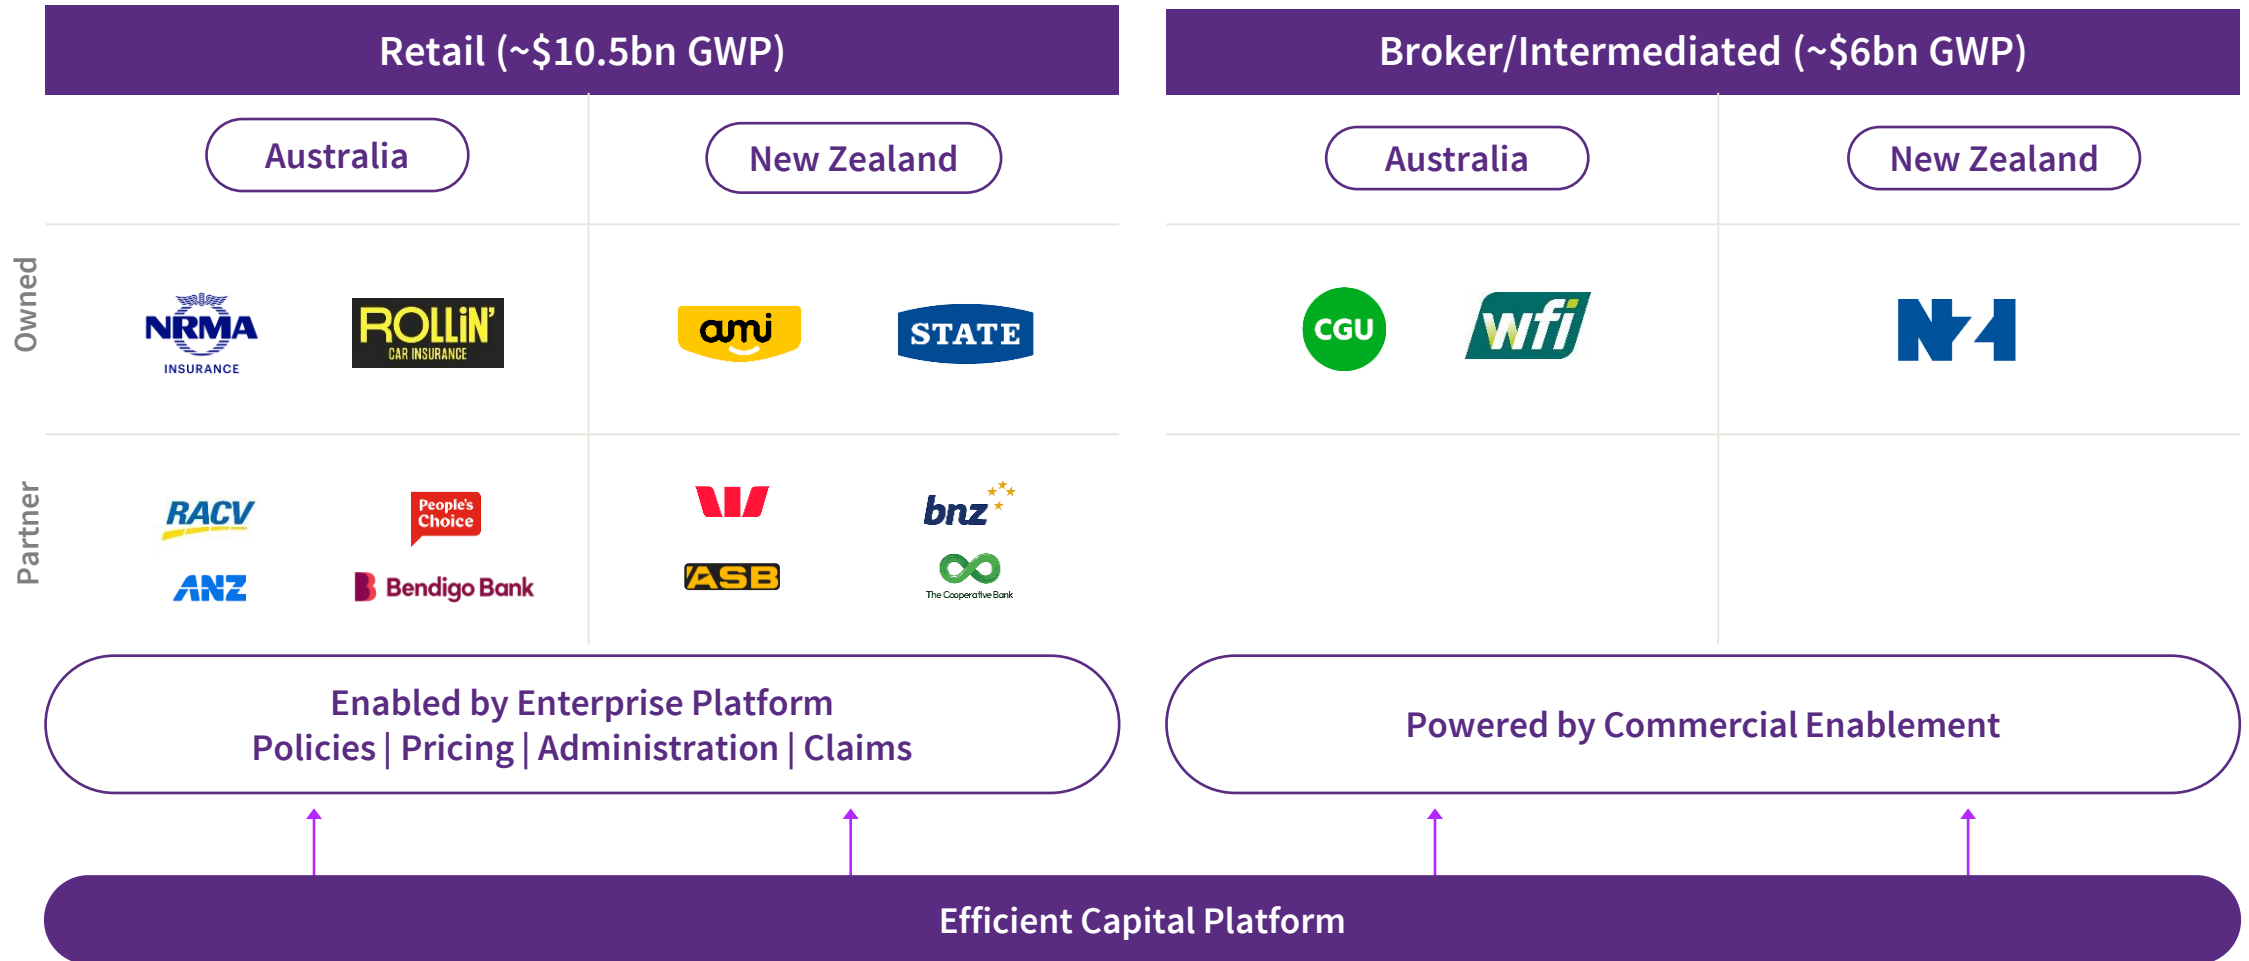 Retail (~$10.5bn GWP)
Broker/Intermediated (~$6bn GWP)
Australia
New Zealand
Australia
New Zealand
Owned
NRMA
INSURANCE
ROLLiN'
CAR INSURANCE
ami
STATE
CGU
wfi
NZI
Partner
RACV
People's
Choice
bnz
ANZ
Bendigo Bank
ASB
The Cooperative Bank
Enabled by Enterprise Platform
Policies | Pricing | Administration | Claims
Powered by Commercial Enablement
Efficient Capital Platform